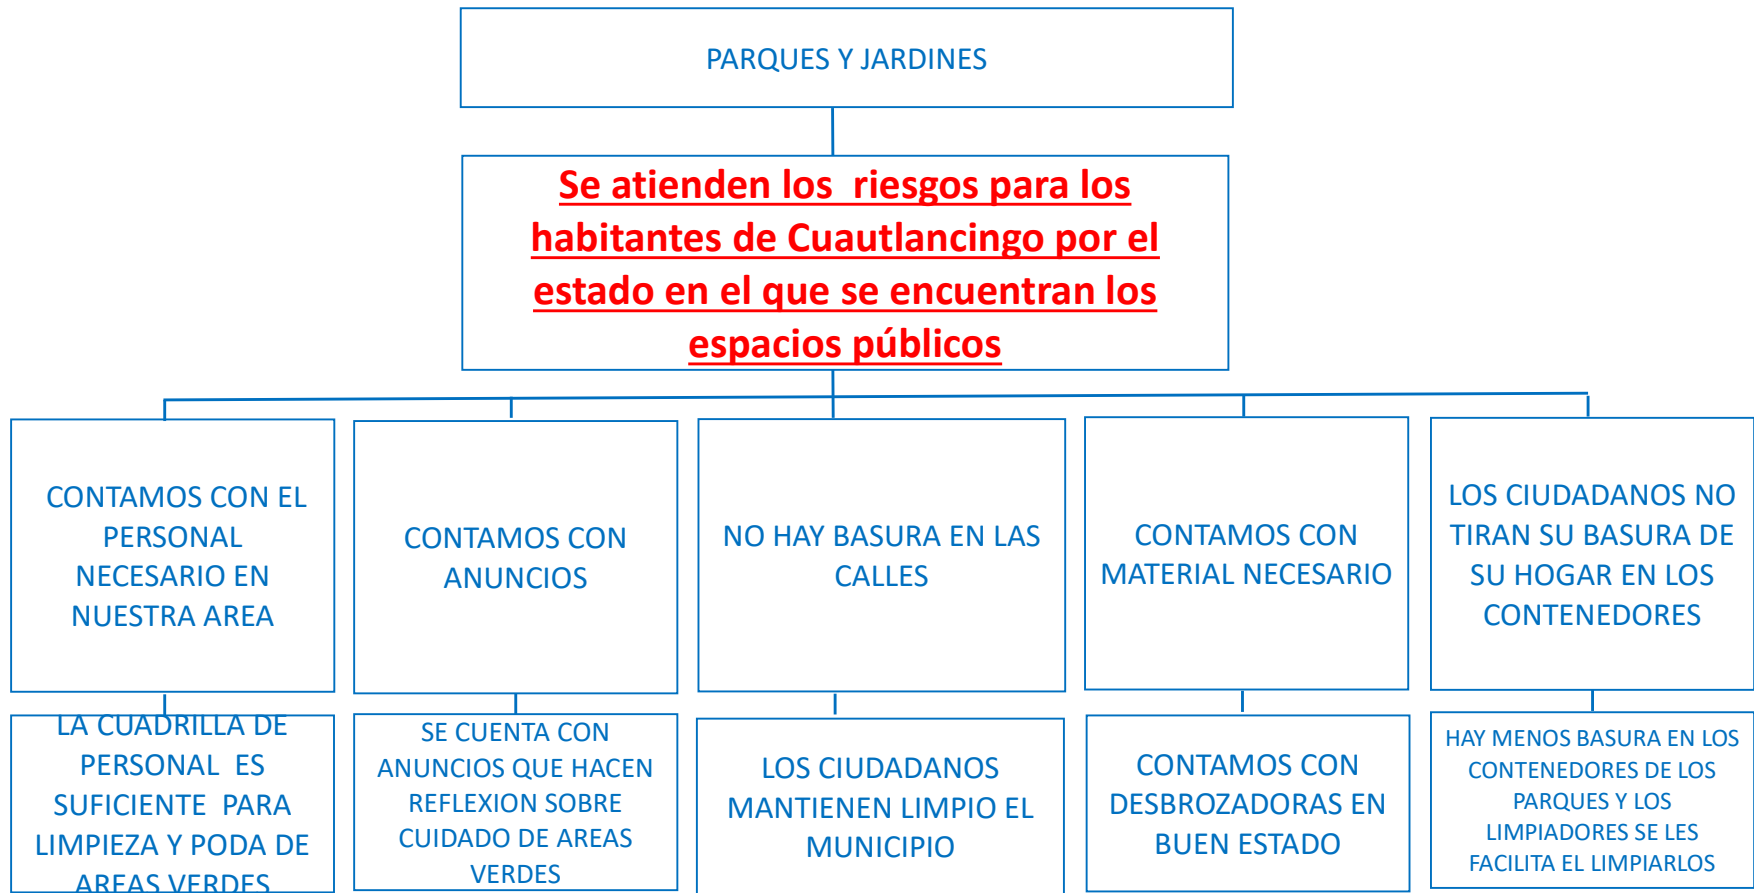 PARQUES Y JARDINES
Se atienden los  riesgos para los
habitantes de Cuautlancingo por el
estado en el que se encuentran los
espacios públicos
CONTAMOS CON EL
PERSONAL
NECESARIO EN
NUESTRA AREA
CONTAMOS CON
ANUNCIOS
NO HAY BASURA EN LAS
CALLES
CONTAMOS CON
MATERIAL NECESARIO
LOS CIUDADANOS NO
TIRAN SU BASURA DE
SU HOGAR EN LOS
CONTENEDORES
LA CUADRILLA DE
PERSONAL  ES
SUFICIENTE  PARA
LIMPIEZA Y PODA DE
AREAS VERDES
SE CUENTA CON
ANUNCIOS QUE HACEN
REFLEXION SOBRE
CUIDADO DE AREAS
VERDES
LOS CIUDADANOS
MANTIENEN LIMPIO EL
MUNICIPIO
CONTAMOS CON
DESBROZADORAS EN
BUEN ESTADO
HAY MENOS BASURA EN LOS
CONTENEDORES DE LOS
PARQUES Y LOS
LIMPIADORES SE LES
FACILITA EL LIMPIARLOS